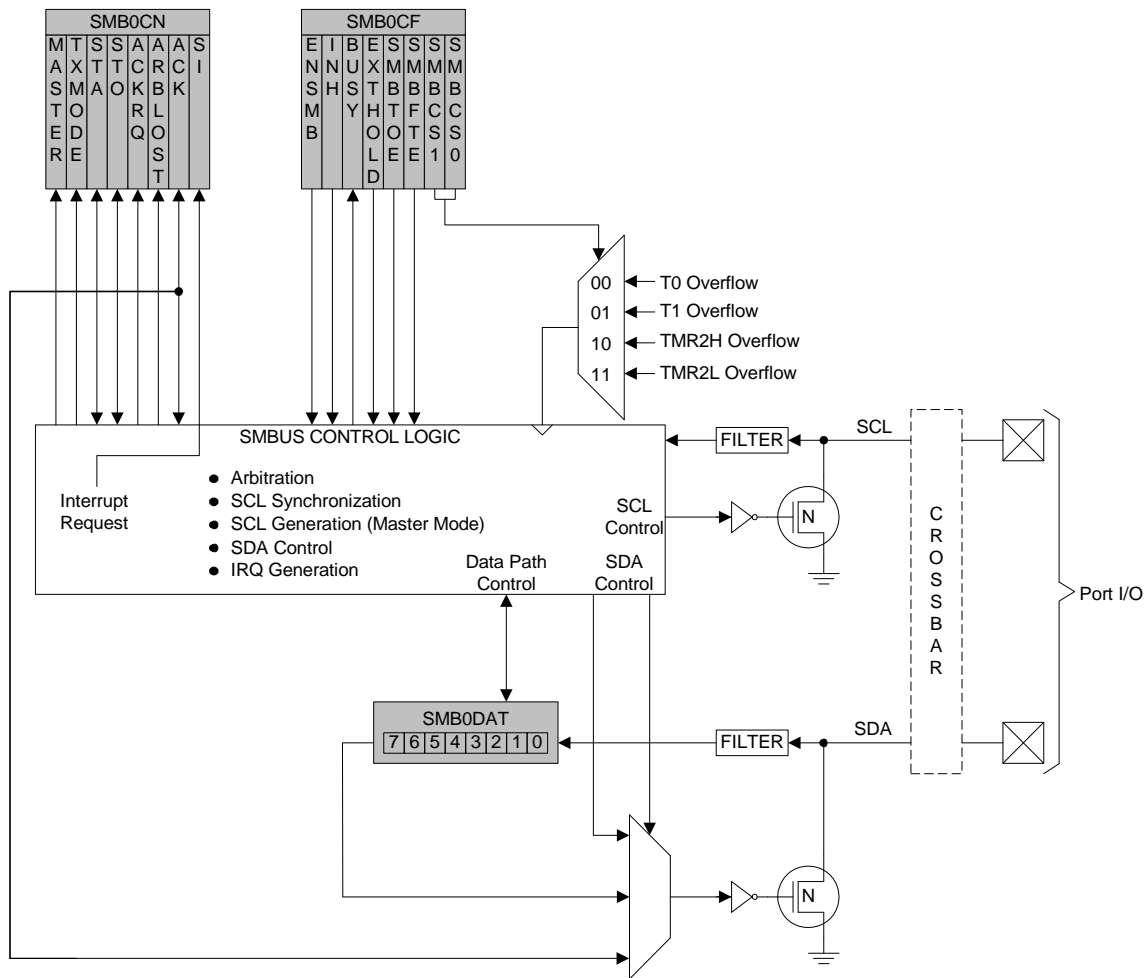 SMB0CN
MASTER
TXMODE
STA
STO
ACKRQ
ARBLOST
ACK
SI
SMB0CF
ENSMB
INH
BUSY
EXTHOLD
SMBTOE
SMBFTE
SMBCS1
SMBCS0
00
T0 Overflow
01
T1 Overflow
10
TMR2H Overflow
11
TMR2L Overflow
SMBUS CONTROL LOGIC
Interrupt
Request
● Arbitration
● SCL Synchronization
● SCL Generation (Master Mode)
● SDA Control
● IRQ Generation
SCL
Control
Data Path
Control
SDA
Control
FILTER
SCL
N
CROSSBAR
Port I/O
SMB0DAT
7 6 5 4 3 2 1 0
FILTER
SDA
N